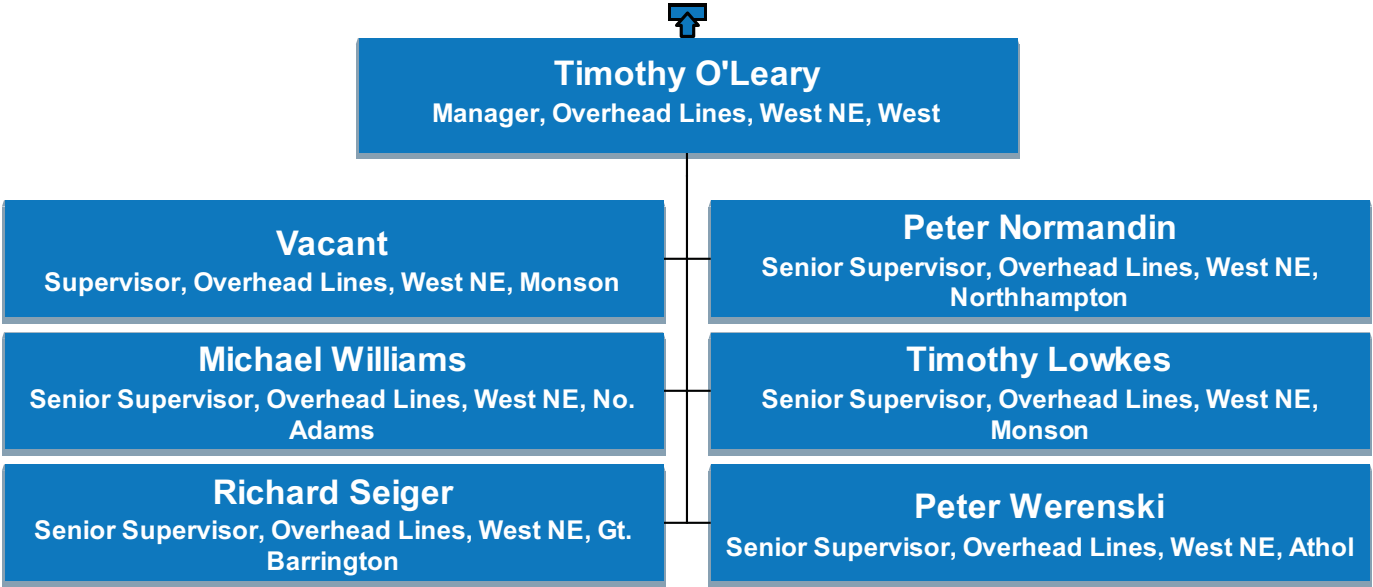 Timothy O'Leary
Manager, Overhead Lines, West NE, West
Vacant
Supervisor, Overhead Lines, West NE, Monson
Peter Normandin
Senior Supervisor, Overhead Lines, West NE,
Northhampton
Michael Williams
Senior Supervisor, Overhead Lines, West NE, No.
Adams
Timothy Lowkes
Senior Supervisor, Overhead Lines, West NE,
Monson
Richard Seiger
Senior Supervisor, Overhead Lines, West NE, Gt.
Barrington
Peter Werenski
Senior Supervisor, Overhead Lines, West NE, Athol